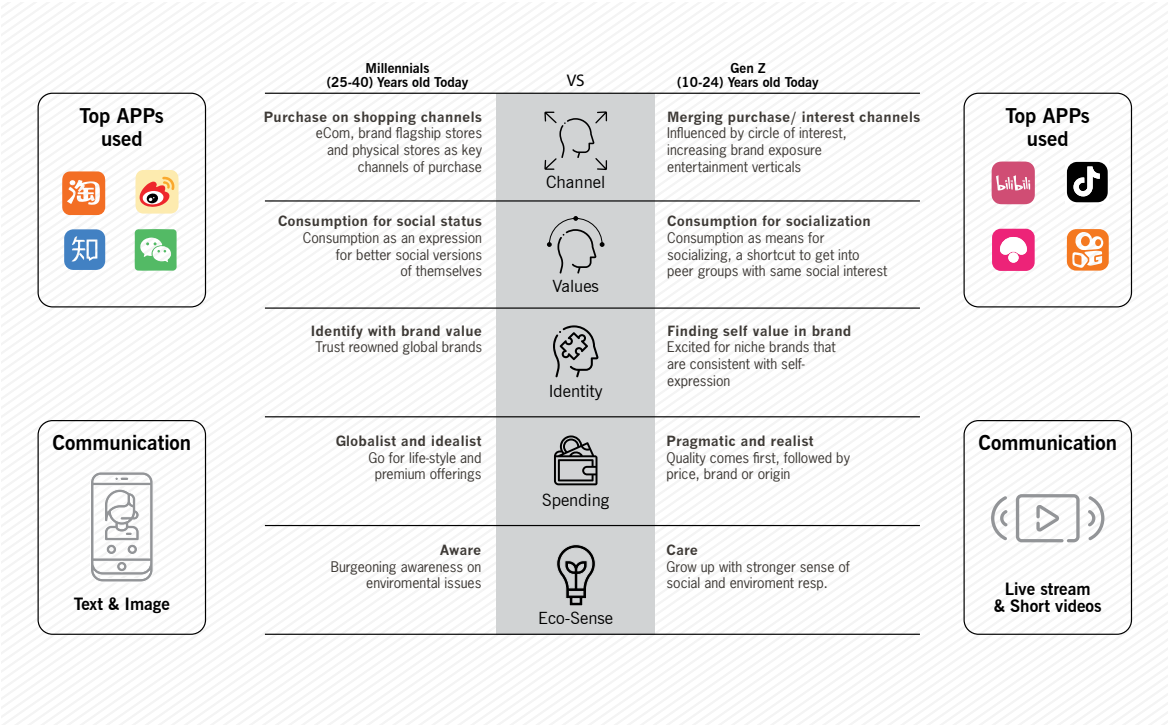 Millennials
(25-40) Years old Today
VS
Gen Z
(10-24) Years old Today
Top APPs
used
淘
知
Purchase on shopping channels
eCom, brand flagship stores
and physical stores as key
channels of purchase
Channel
Merging purchase/ interest channels
Influenced by circle of interest,
increasing brand exposure
entertainment verticals
Consumption for social status
Consumption as an expression
for better social versions
of themselves
Values
Consumption for socialization
Consumption as means for
socializing, a shortcut to get into
peer groups with same social interest
Identify with brand value
Trust reowned global brands
Identity
Finding self value in brand
Excited for niche brands that
are consistent with self-
expression
Globalist and idealist
Go for life-style and
premium offerings
Spending
Pragmatic and realist
Quality comes first, followed by
price, brand or origin
Aware
Burgeoning awareness on
enviromental issues
Eco-Sense
Care
Grow up with stronger sense of
social and enviroment resp.
Top APPs
used
bilibili
Communication
Text & Image
Communication
Live stream
& Short videos